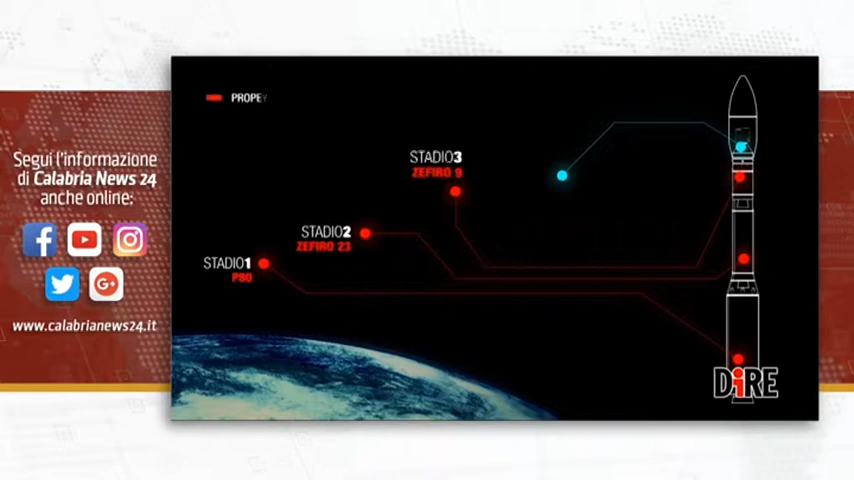 Segui l'informazione
di Calabria News 24
anche online:
www.calabrianews24.it
STADIO3
ZEFIRO 9
STADIO2
ZEFIRO 23
STADIO1
P80
DiRE